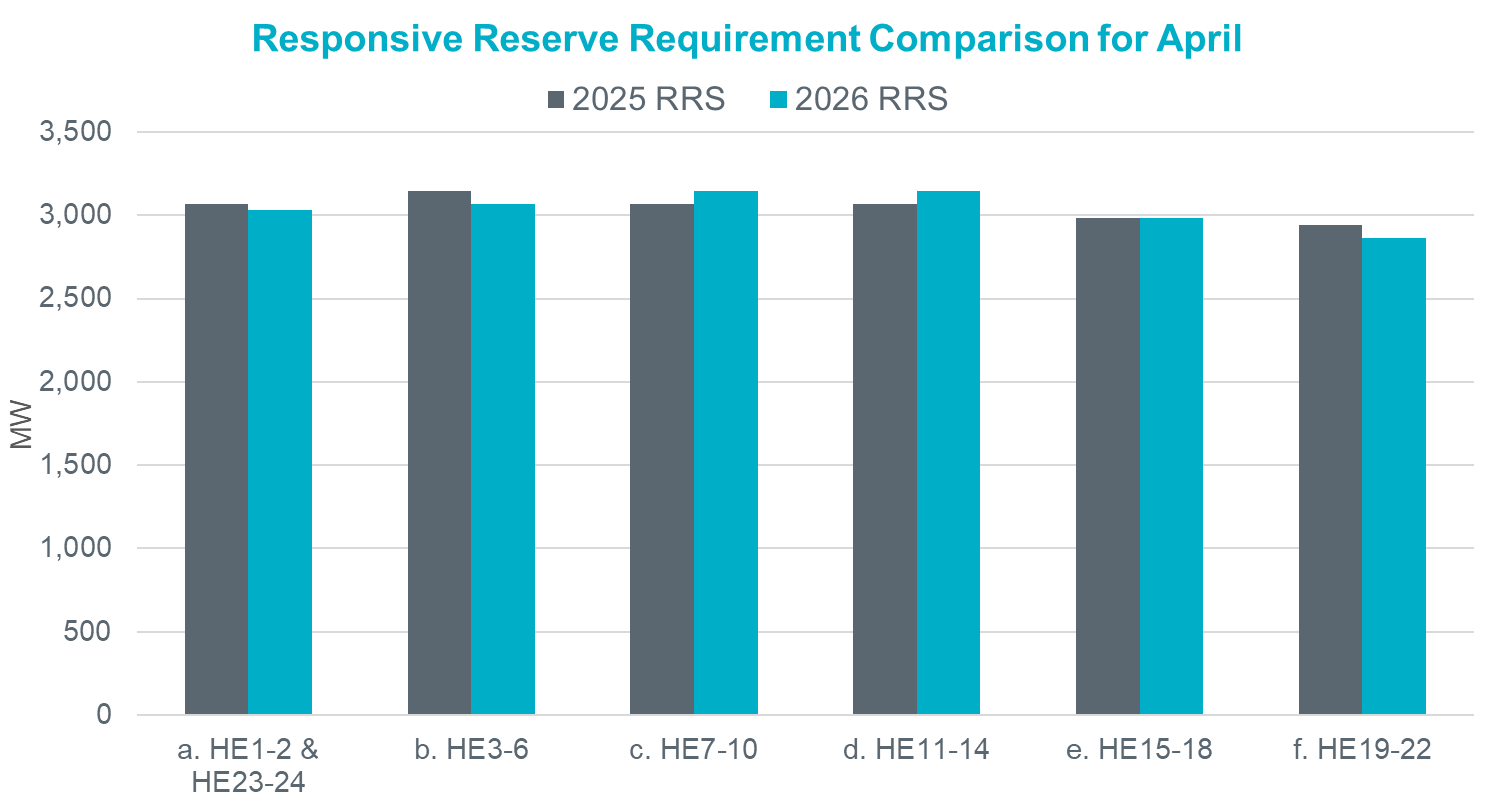 Responsive Reserve Requirement Comparison for April
2025 RRS 2026 RRS
3,500
3,000
2,500
2,000
1,500
1,000
500
0
MW
a. HE1-2 & HE23-24
b. HE3-6
c. HE7-10
d. HE11-14
e. HE15-18
f. HE19-22